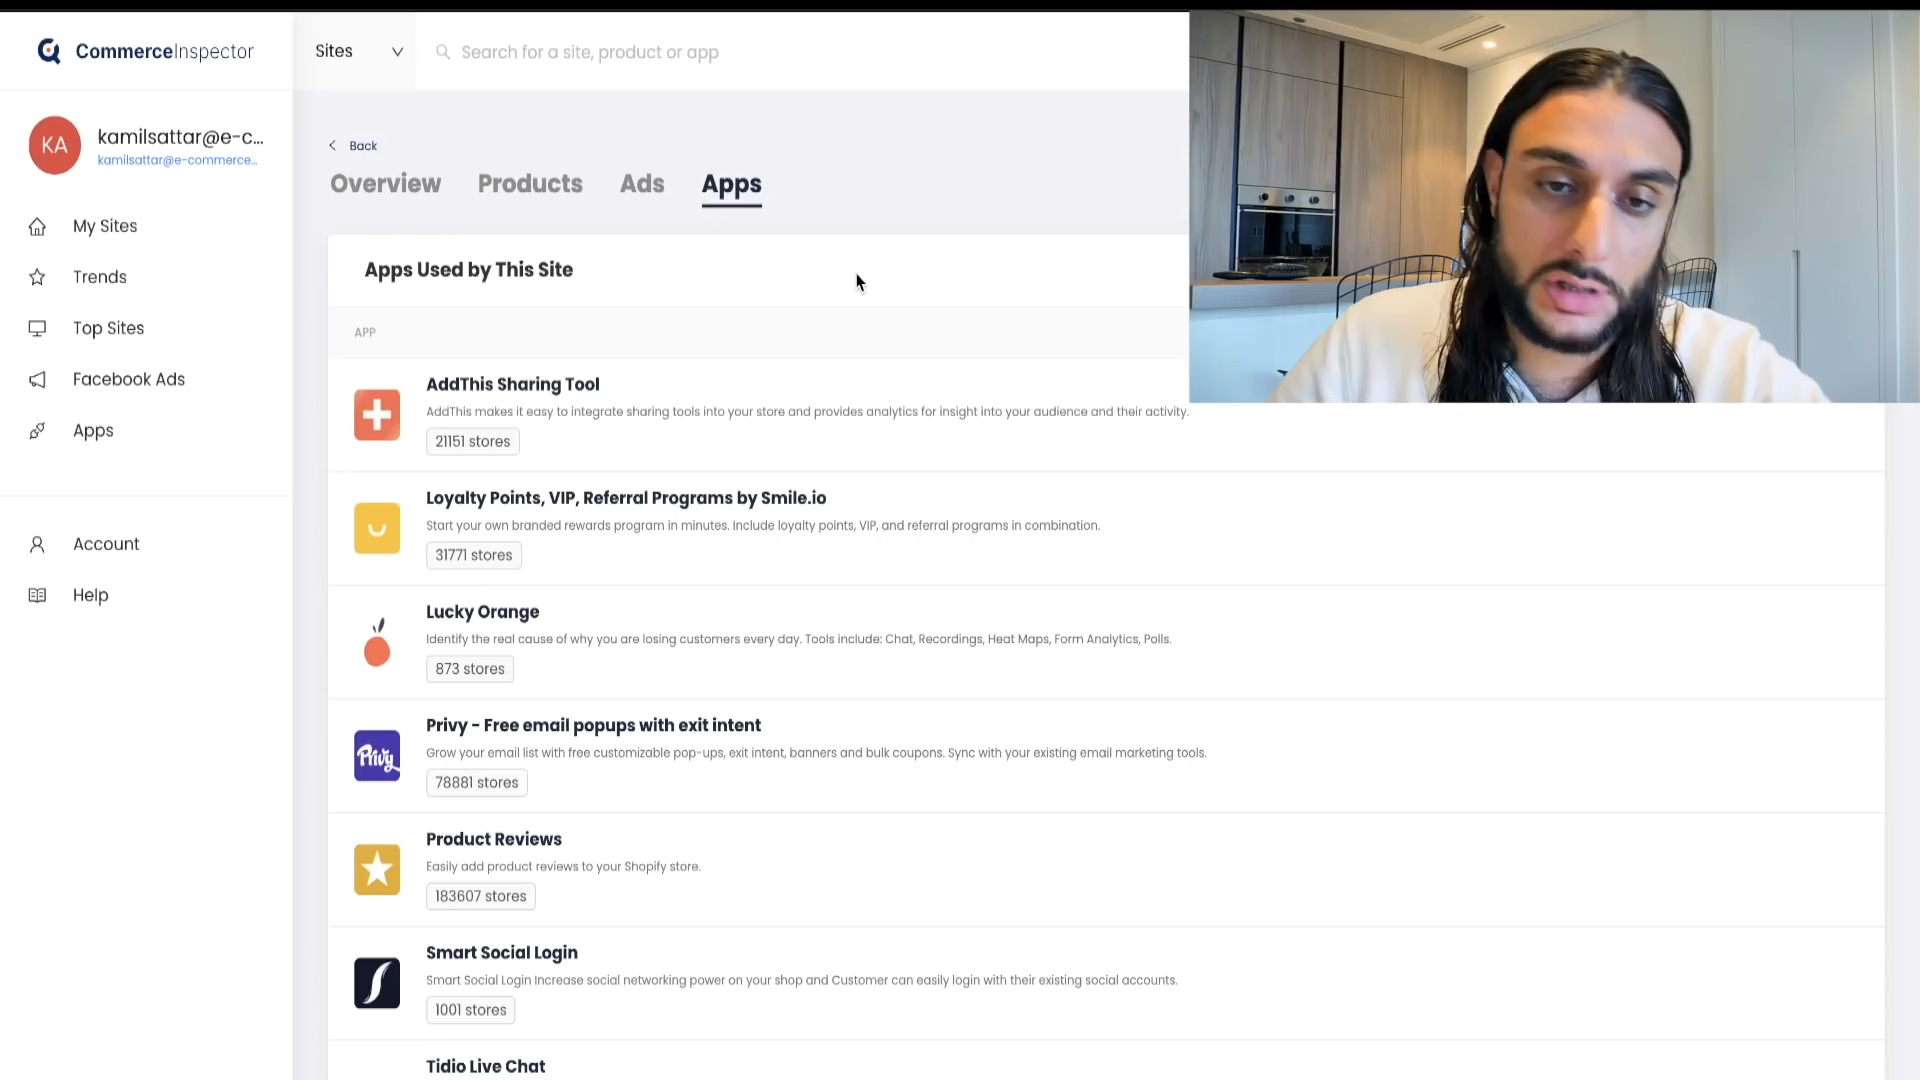 CommerceInspector
Sites
Search for a site, product or app
KA
kamilsattar@e-c...
kamilsattar@e-commerce...
My Sites
Trends
Top Sites
Facebook Ads
Apps
Account
Help
Back
Overview
Products
Ads
Apps
Apps Used by This Site
APP
AddThis Sharing Tool
AddThis makes it easy to integrate sharing tools into your store and provides analytics for insight into your audience and their activity.
21151 stores
Loyalty Points, VIP, Referral Programs by Smile.io
Start your own branded rewards program in minutes. Include loyalty points, VIP, and referral programs in combination.
31771 stores
Lucky Orange
Identify the real cause of why you are losing customers every day. Tools include: Chat, Recordings, Heat Maps, Form Analytics, Polls.
873 stores
Privy
Privy - Free email popups with exit intent
Grow your email list with free customizable pop-ups, exit intent, banners and bulk coupons. Sync with your existing email marketing tools.
78881 stores
Product Reviews
Easily add product reviews to your Shopify store.
183607 stores
Smart Social Login
Smart Social Login Increase social networking power on your shop and Customer can easily login with their existing social accounts.
1001 stores
Tidio Live Chat